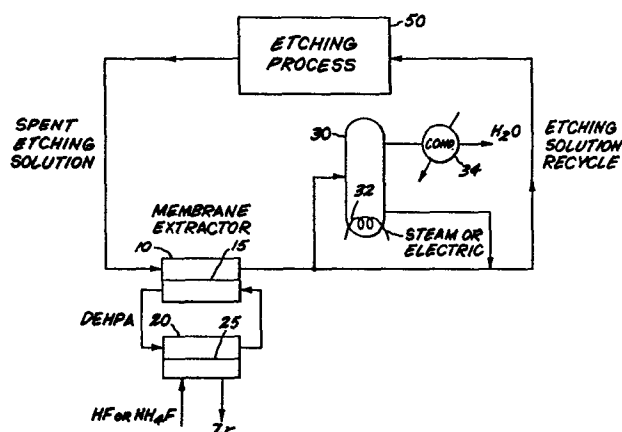 50
ETCHING
PROCESS
SPENT
ETCHING
SOLUTION
30
H2O
COND.
34
ETCHING
SOLUTION
RECYCLE
32
STEAM OR
ELECTRIC
MEMBRANE
EXTRACTOR
10
15
DEHPA
20
25
HF OR NH4F
Zr